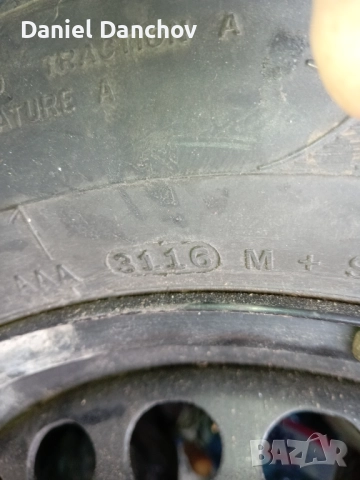 Daniel Danchov
TRACTION A
ATURE A
AAA 3116 M + S
BAZAR